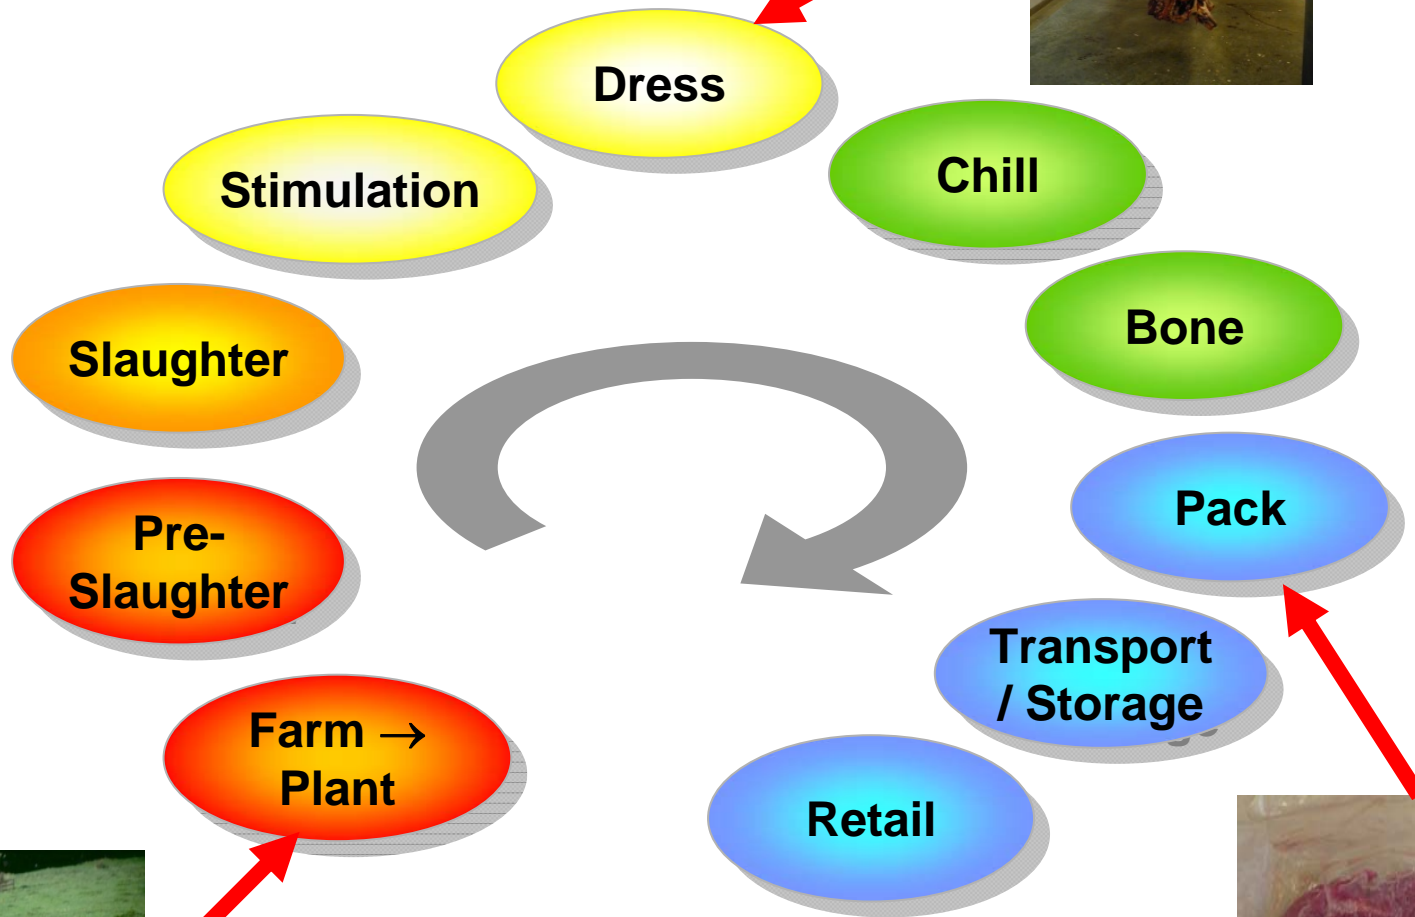 Dress
Chill
Stimulation
Bone
Slaughter
Pack
Pre-
Slaughter
Transport
/ Storage
Farm →
Plant
Retail